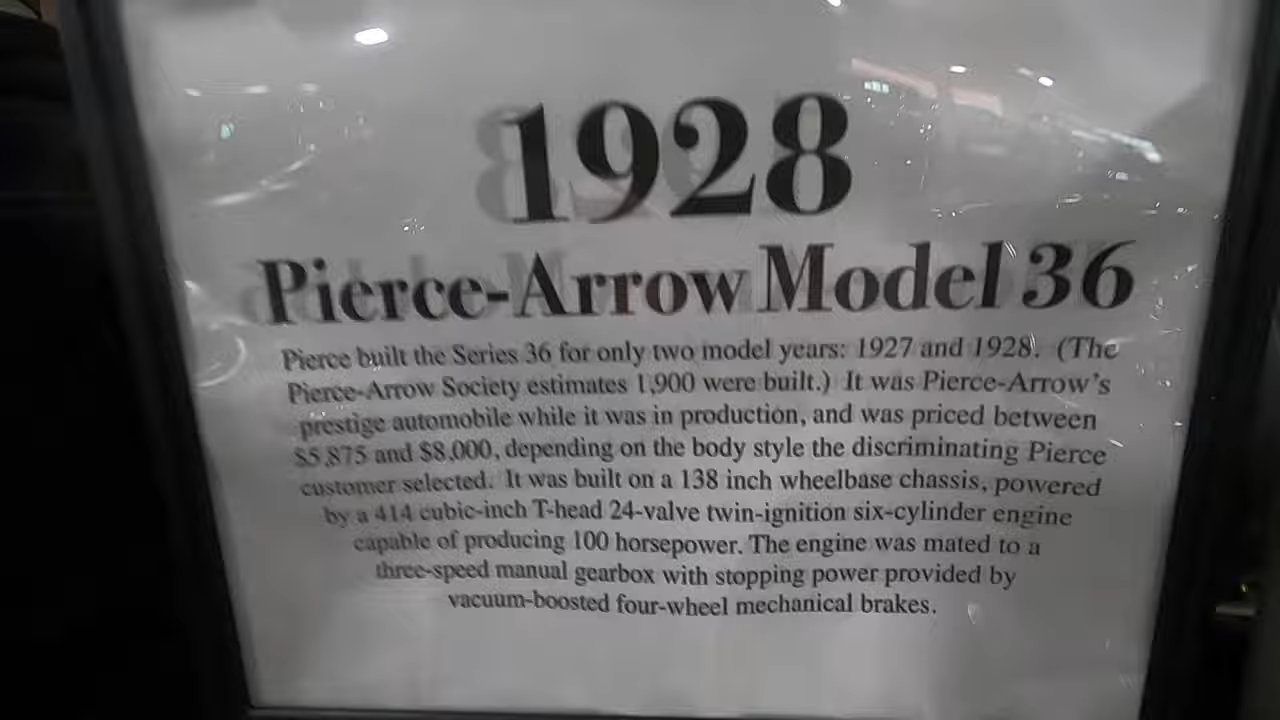 1928
Pierce-Arrow Model 36
Pierce built the Series 36 for only two model years: 1927 and 1928. (The
Pierce-Arrow Society estimates 1,900 were built.) It was Pierce-Arrow's
prestige automobile while it was in production, and was priced between
$5,875 and $8,000, depending on the body style the discriminating Pierce
customer selected. It was built on a 138 inch wheelbase chassis, powered
by a 414 cubic-inch T-head 24-valve twin-ignition six-cylinder engine
capable of producing 100 horsepower. The engine was mated to a
three-speed manual gearbox with stopping power provided by
vacuum-boosted four-wheel mechanical brakes.